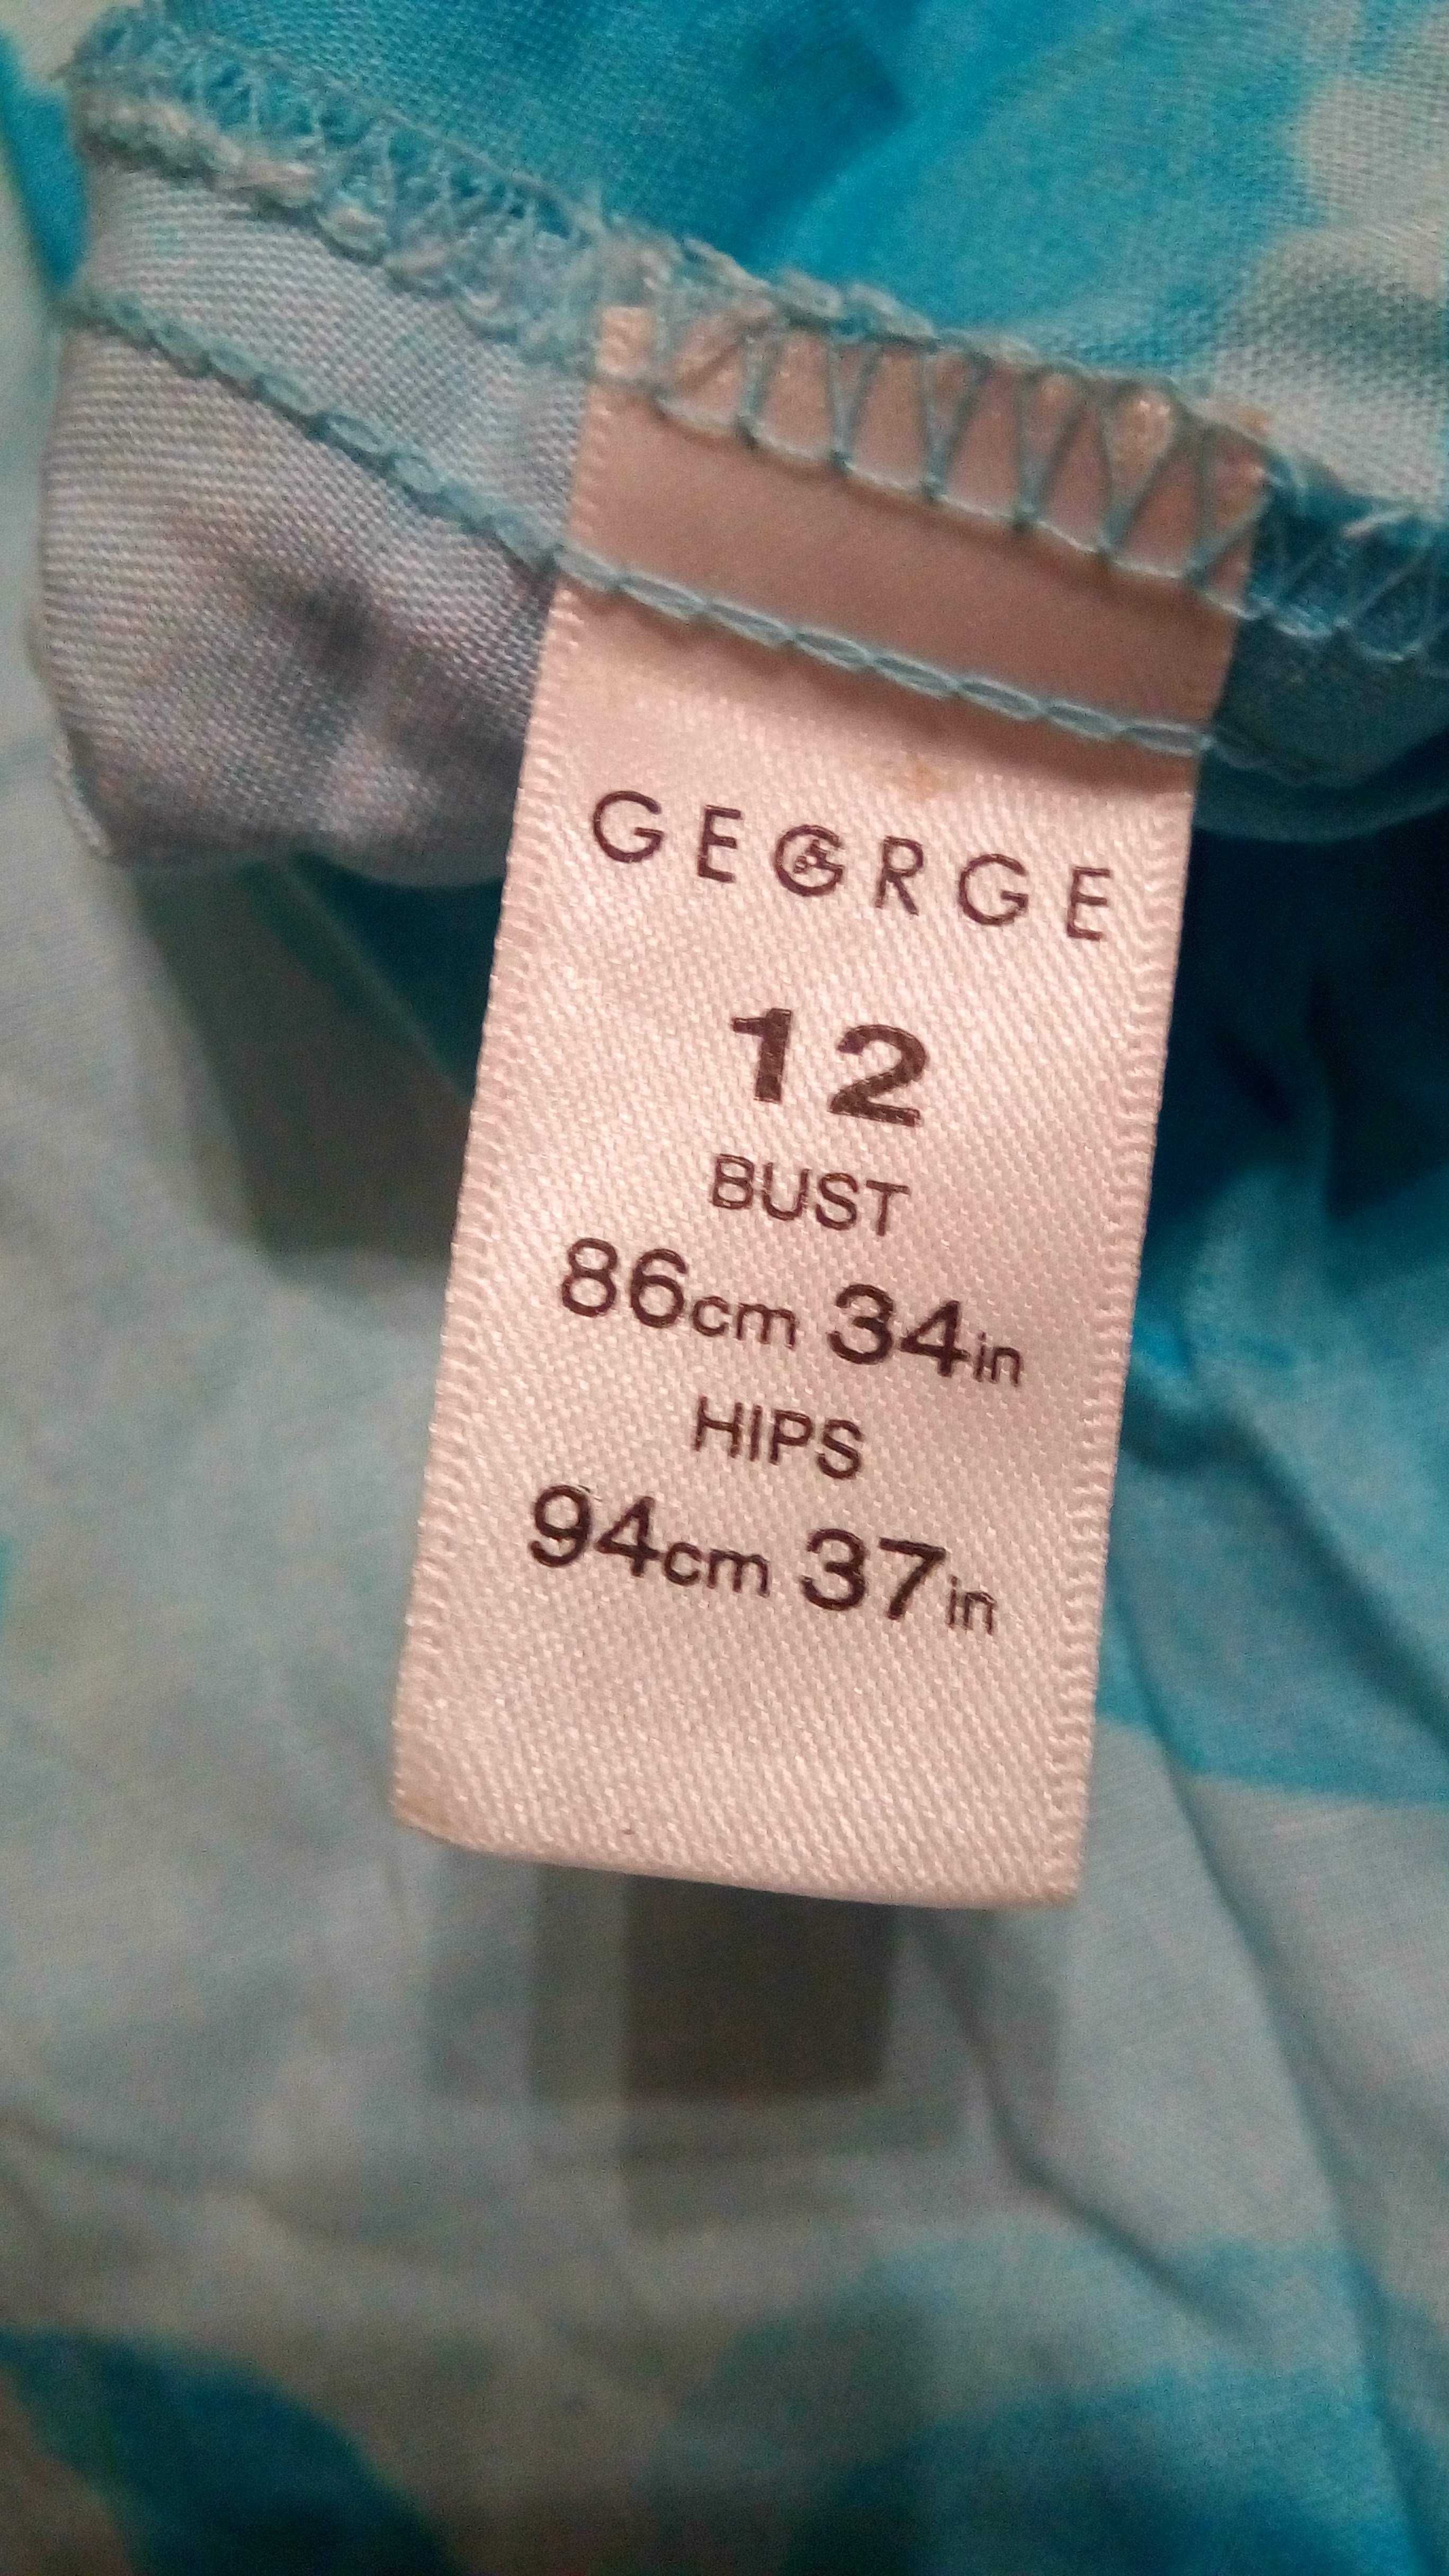 GEORGE
12
BUST
86cm 34in
HIPS
94cm 37in